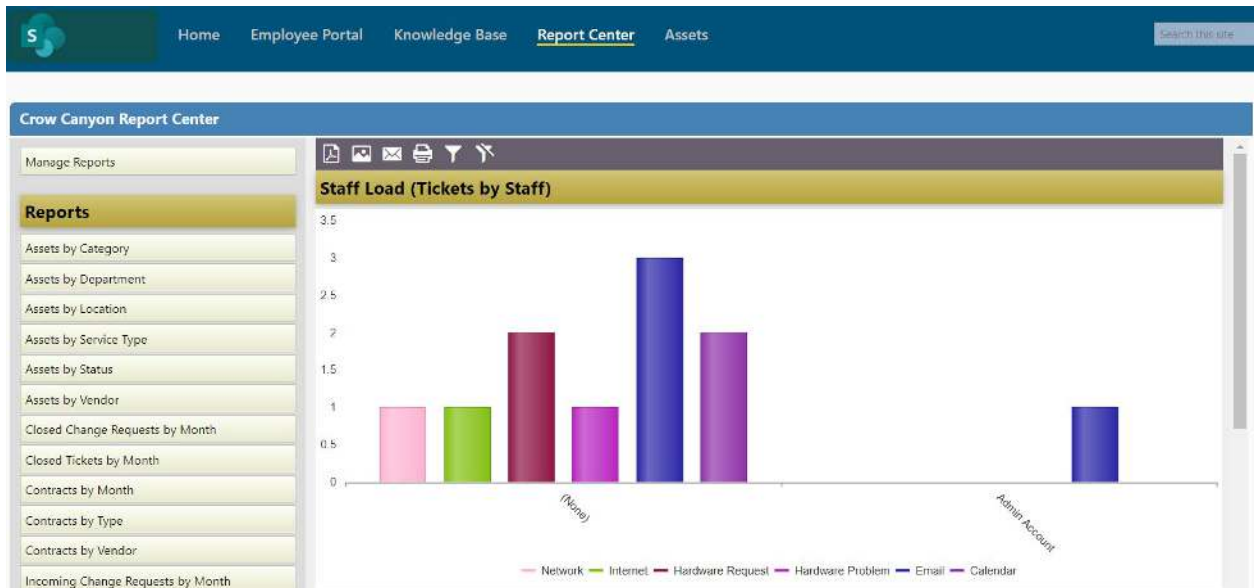 S
Home Employee Portal Knowledge Base Report Center Assets
Search this site
Crow Canyon Report Center
Manage Reports
Reports
Assets by Category
Assets by Department
Assets by Location
Assets by Service Type
Assets by Status
Assets by Vendor
Closed Change Requests by Month
Closed Tickets by Month
Contracts by Month
Contracts by Type
Contracts by Vendor
Incoming Change Requests by Month
Staff Load (Tickets by Staff)
3.5
3
2.5
2
1.5
1
0.5
0
(None)
Admin Account
Network Internet Hardware Request Hardware Problem Email Calendar